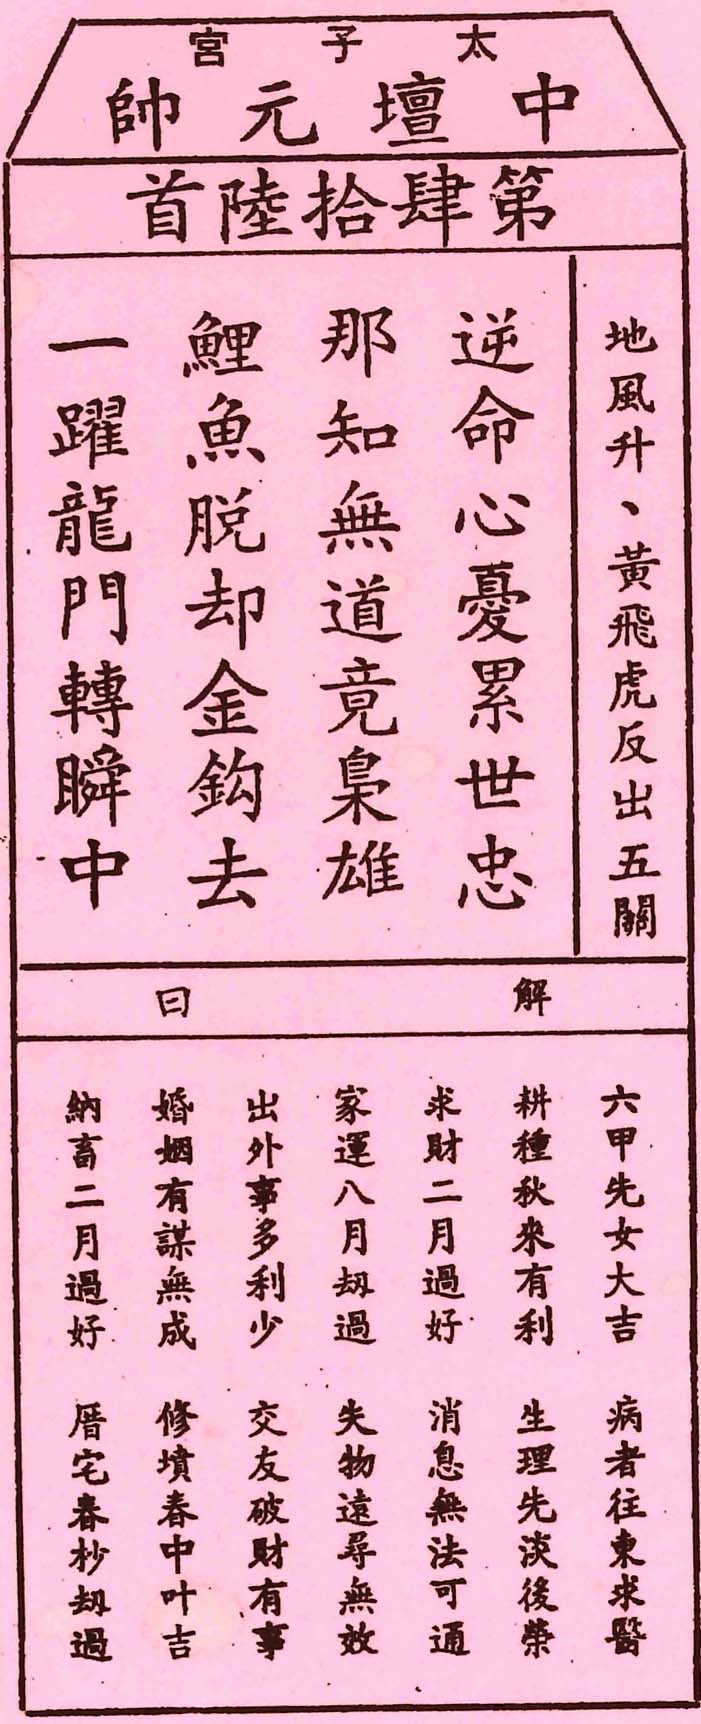 太子宮
中壇元帥
第肆拾陸首
地風升、黃飛虎反出五關
逆命心憂累世忠
那知無道竟梟雄
鯉魚脫却金鈎去
一躍龍門轉瞬中
解曰
六甲先女大吉 病者往東求醫
耕種秋來有利 生理先淡後榮
求財二月過好 消息無法可通
家運八月刼過 失物遠尋無效
出外事多利少 交友破財有事
婚姻有謀無成 修墳春中叶吉
納畜二月過好 厝宅春杪刼過